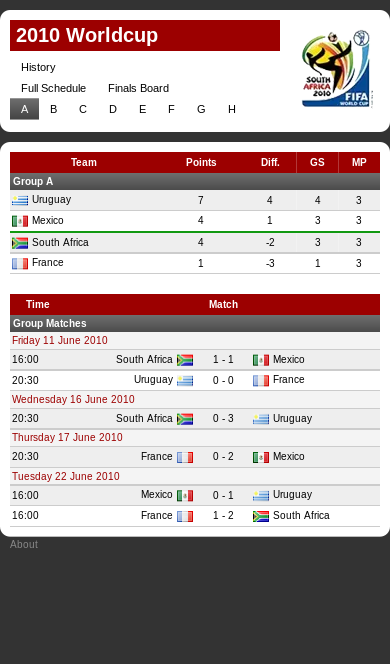 2010 Worldcup
SOUTH AFRICA
2010
FIFA
WORLD CUP
History
Full Schedule Finals Board
A B C D E F G H
Team Points Diff. GS MP
Group A
Uruguay 7 4 4 3
Mexico 4 1 3 3
South Africa 4 -2 3 3
France 1 -3 1 3
Time Match
Group Matches
Friday 11 June 2010
16:00 South Africa 1 - 1 Mexico
20:30 Uruguay 0 - 0 France
Wednesday 16 June 2010
20:30 South Africa 0 - 3 Uruguay
Thursday 17 June 2010
20:30 France 0 - 2 Mexico
Tuesday 22 June 2010
16:00 Mexico 0 - 1 Uruguay
16:00 France 1 - 2 South Africa
About